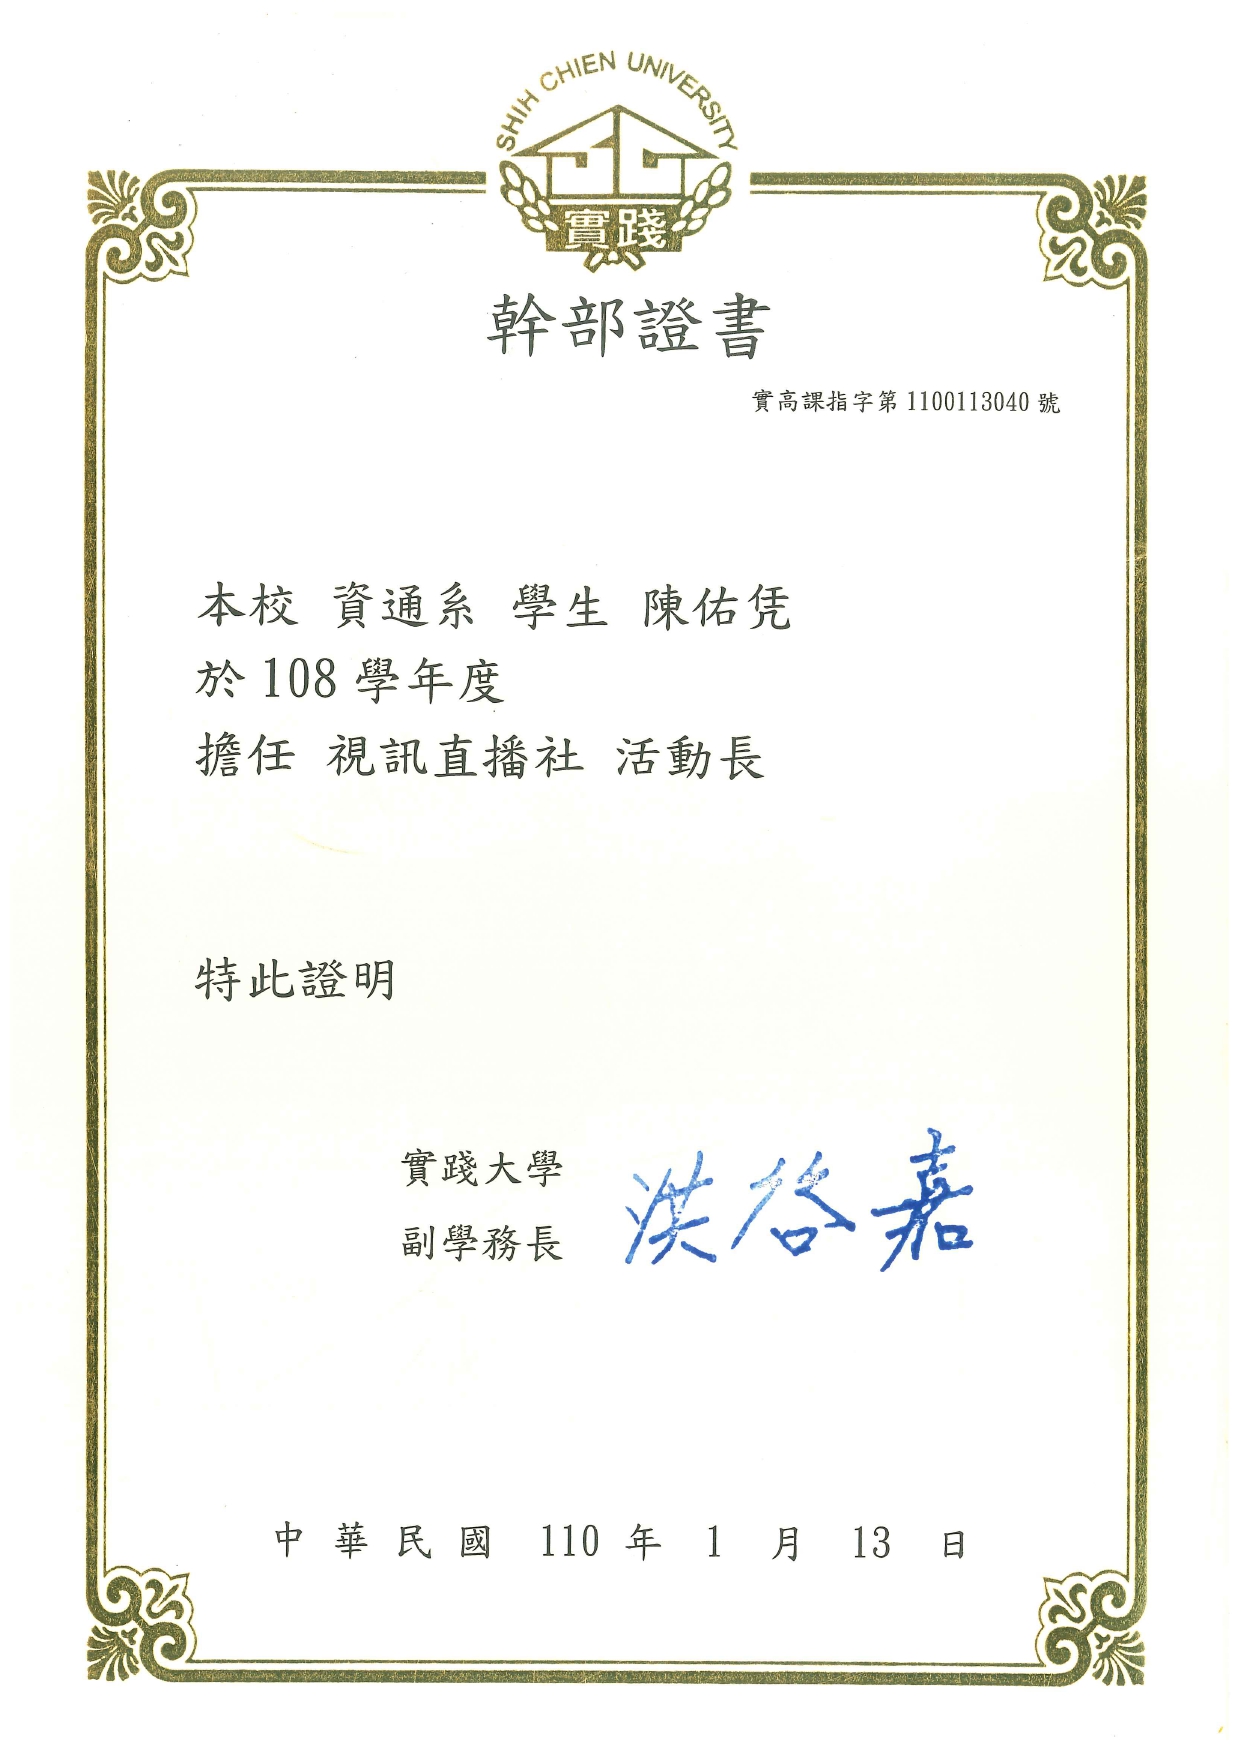 SHIH CHIEN UNIVERSITY
實踐
幹部證書
實高課指字第 1100113040 號
本校 資通系 學生 陳佑凭
於 108 學年度
擔任 視訊直播社 活動長
特此證明
實踐大學
副學務長 洪啓嘉
中華民國 110 年 1 月 13 日